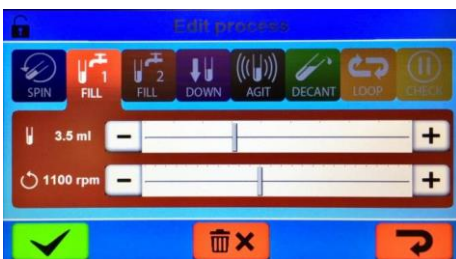 Edit process
SPIN
1
FILL
2
FILL
DOWN
AGIT
DECANT
LOOP
CHECK
3.5 ml
− +
1100 rpm
− +